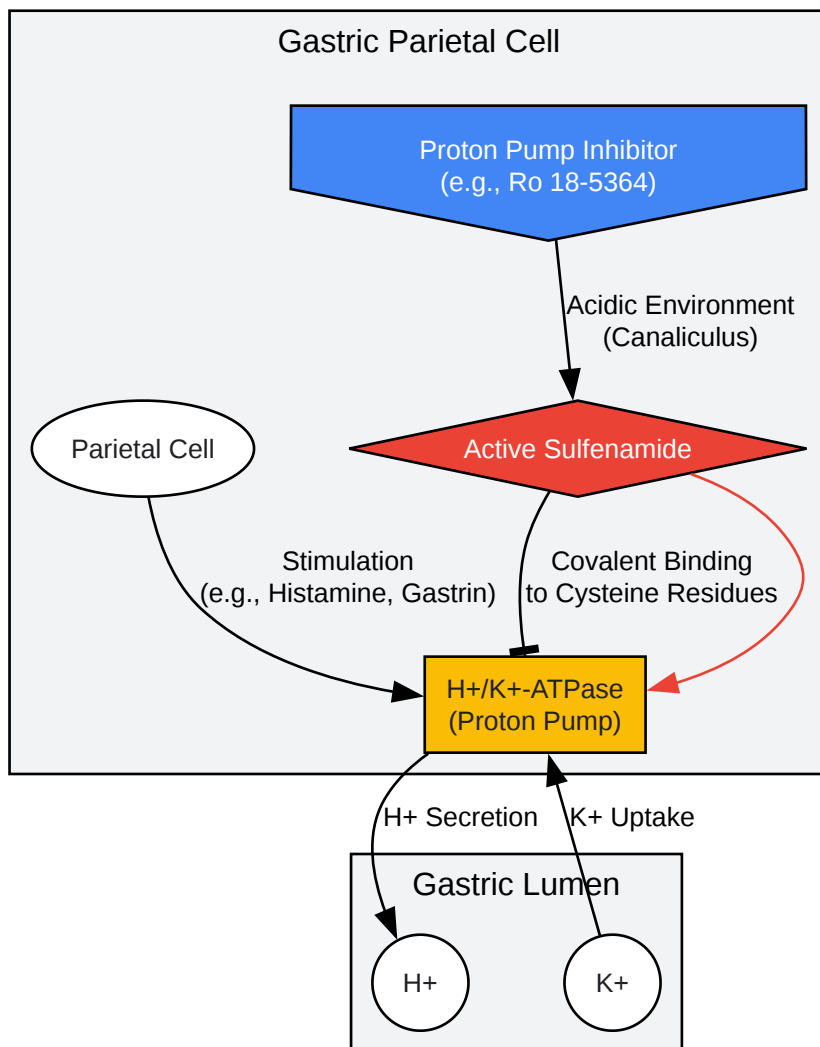 Gastric Parietal Cell
Proton Pump Inhibitor
(e.g., Ro 18-5364)
Acidic Environment
(Canaliculus)
Parietal Cell
Active Sulfenamide
Stimulation
(e.g., Histamine, Gastrin)
Covalent Binding
to Cysteine Residues
H+/K+-ATPase
(Proton Pump)
H+ Secretion
K+ Uptake
Gastric Lumen
H+
K+